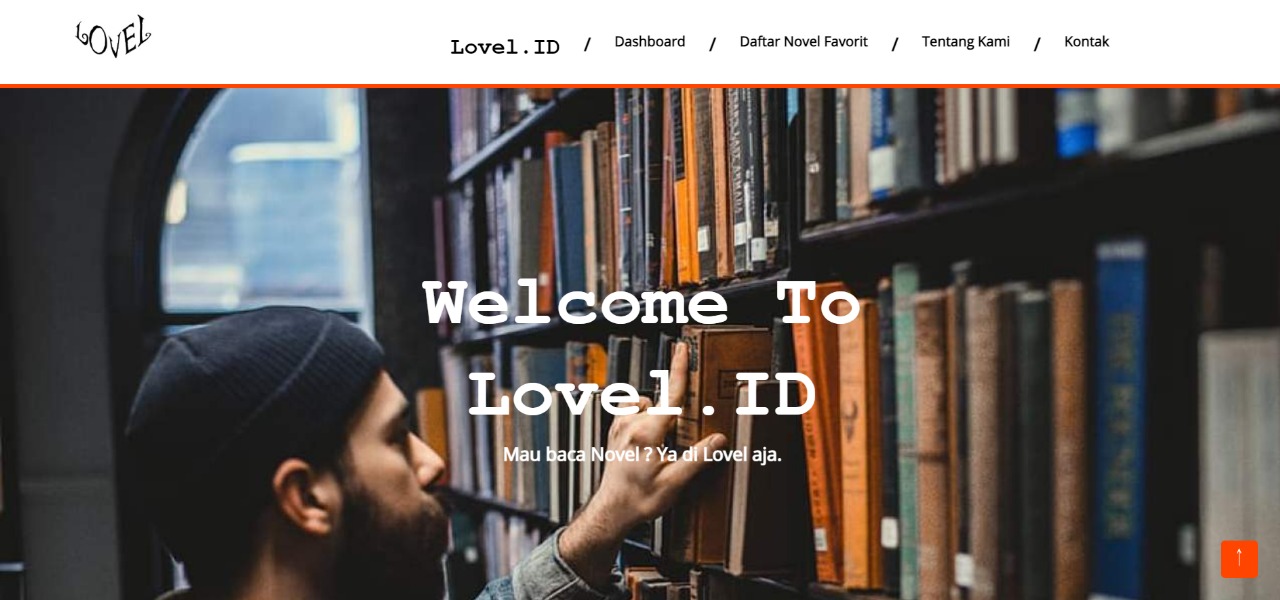 LOVEL
Lovel.ID / Dashboard / Daftar Novel Favorit / Tentang Kami / Kontak
Welcome To
Lovel.ID
Mau baca Novel ? Ya di Lovel aja.
↑